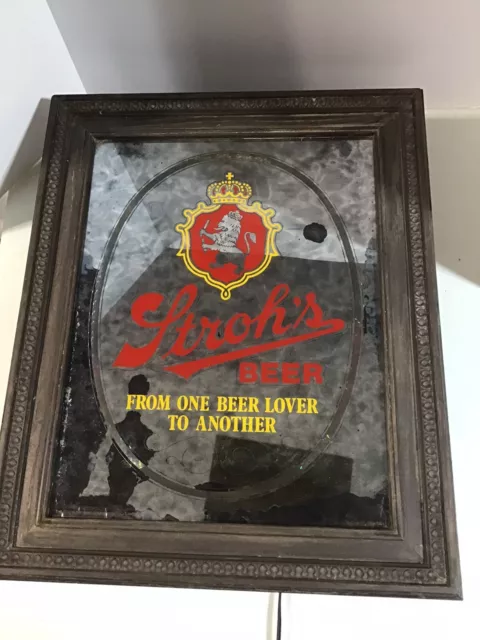 Stroh's
BEER
FROM ONE BEER LOVER
TO ANOTHER